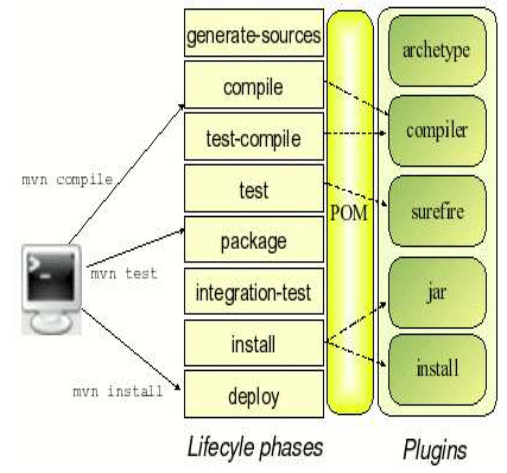 generate-sources
compile
test-compile
test
package
integration-test
install
deploy
mvn compile
mvn test
mvn install
POM
archetype
compiler
surefire
jar
install
Lifecyle phases
Plugins